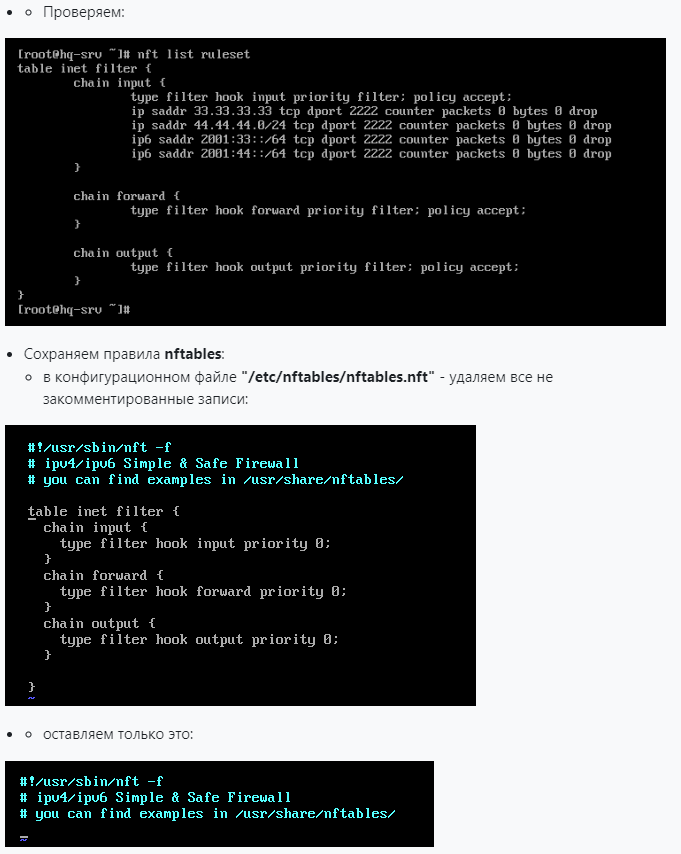 Проверяем:
[root@hq-srv ~]# nft list ruleset
table inet filter {
chain input {
type filter hook input priority filter; policy accept;
ip saddr 33.33.33.33 tcp dport 2222 counter packets 0 bytes 0 drop
ip saddr 44.44.44.0/24 tcp dport 2222 counter packets 0 bytes 0 drop
ip6 saddr 2001:33::/64 tcp dport 2222 counter packets 0 bytes 0 drop
ip6 saddr 2001:44::/64 tcp dport 2222 counter packets 0 bytes 0 drop
}
chain forward {
type filter hook forward priority filter; policy accept;
}
chain output {
type filter hook output priority filter; policy accept;
}
}
[root@hq-srv ~]#
Сохраняем правила nftables:
в конфигурационном файле "/etc/nftables/nftables.nft" - удаляем все не
закомментированные записи:
#!/usr/sbin/nft -f
# ipv4/ipv6 Simple & Safe Firewall
# you can find examples in /usr/share/nftables/
table inet filter {
chain input {
type filter hook input priority 0;
}
chain forward {
type filter hook forward priority 0;
}
chain output {
type filter hook output priority 0;
}
}
~
оставляем только это:
#!/usr/sbin/nft -f
# ipv4/ipv6 Simple & Safe Firewall
# you can find examples in /usr/share/nftables/
~